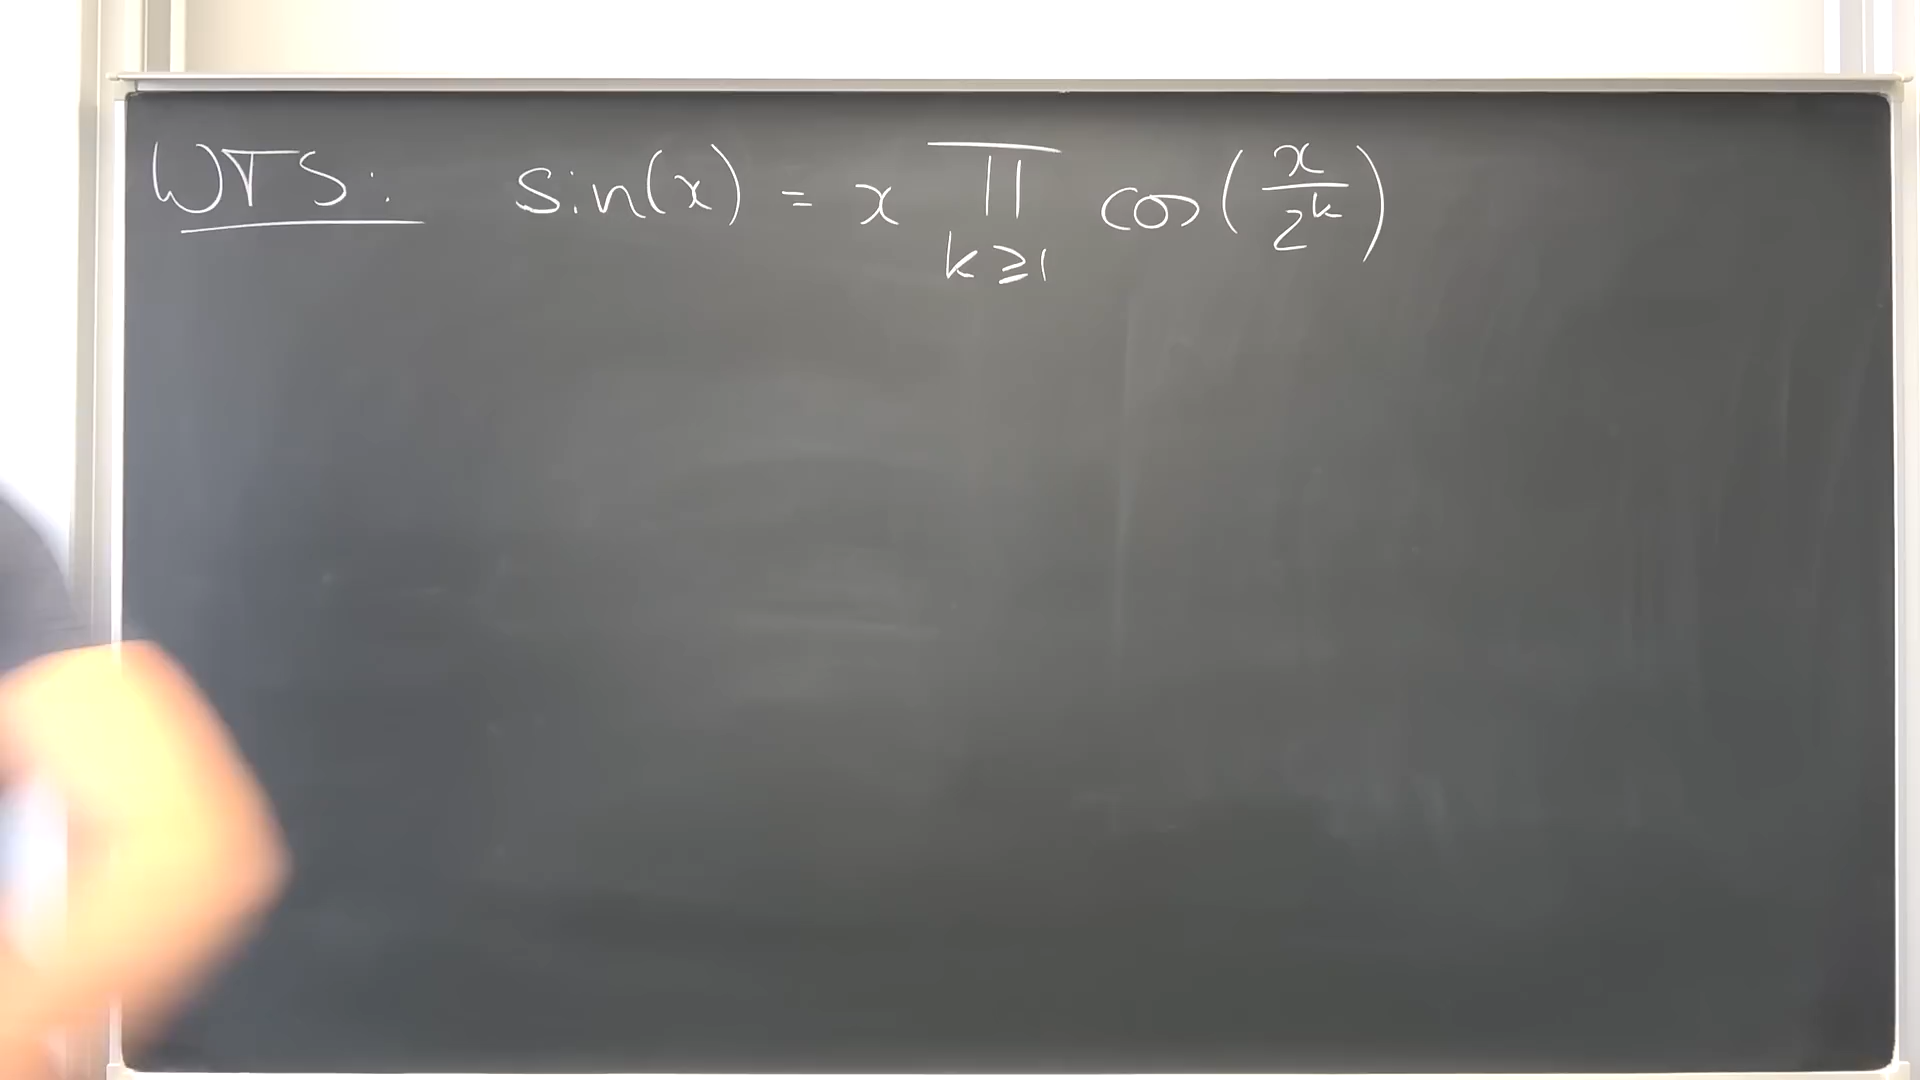 WTS: sin(x) = x ∏_{k≥1} cos(x/2^k)